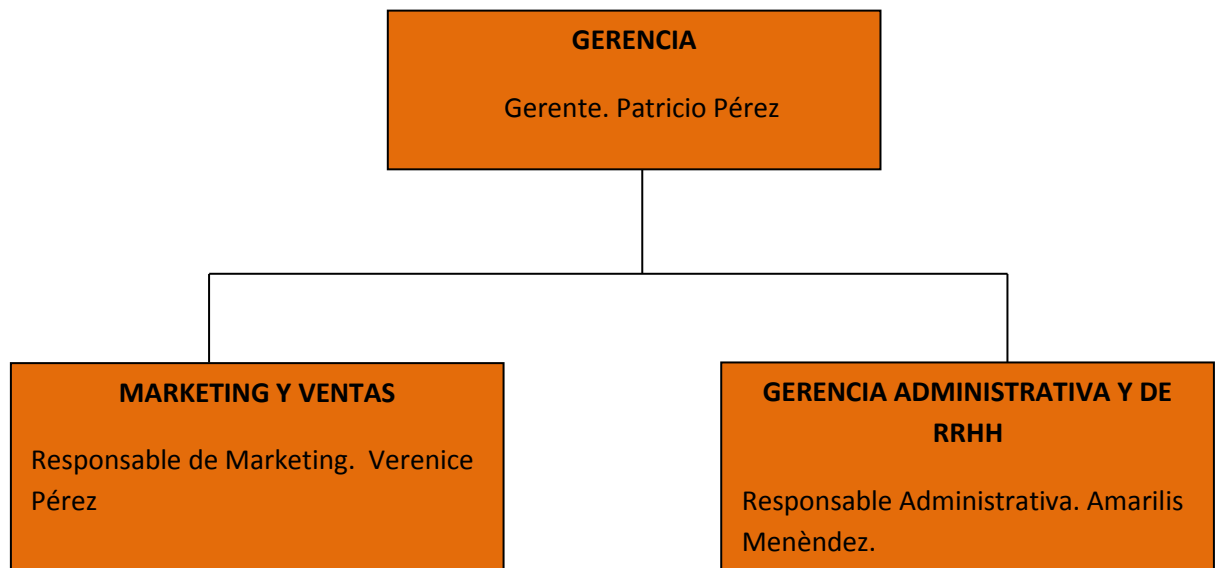 GERENCIA
Gerente. Patricio Pérez
MARKETING Y VENTAS
Responsable de Marketing.  Verenice
Pérez
GERENCIA ADMINISTRATIVA Y DE
RRHH
Responsable Administrativa. Amarilis
Menèndez.